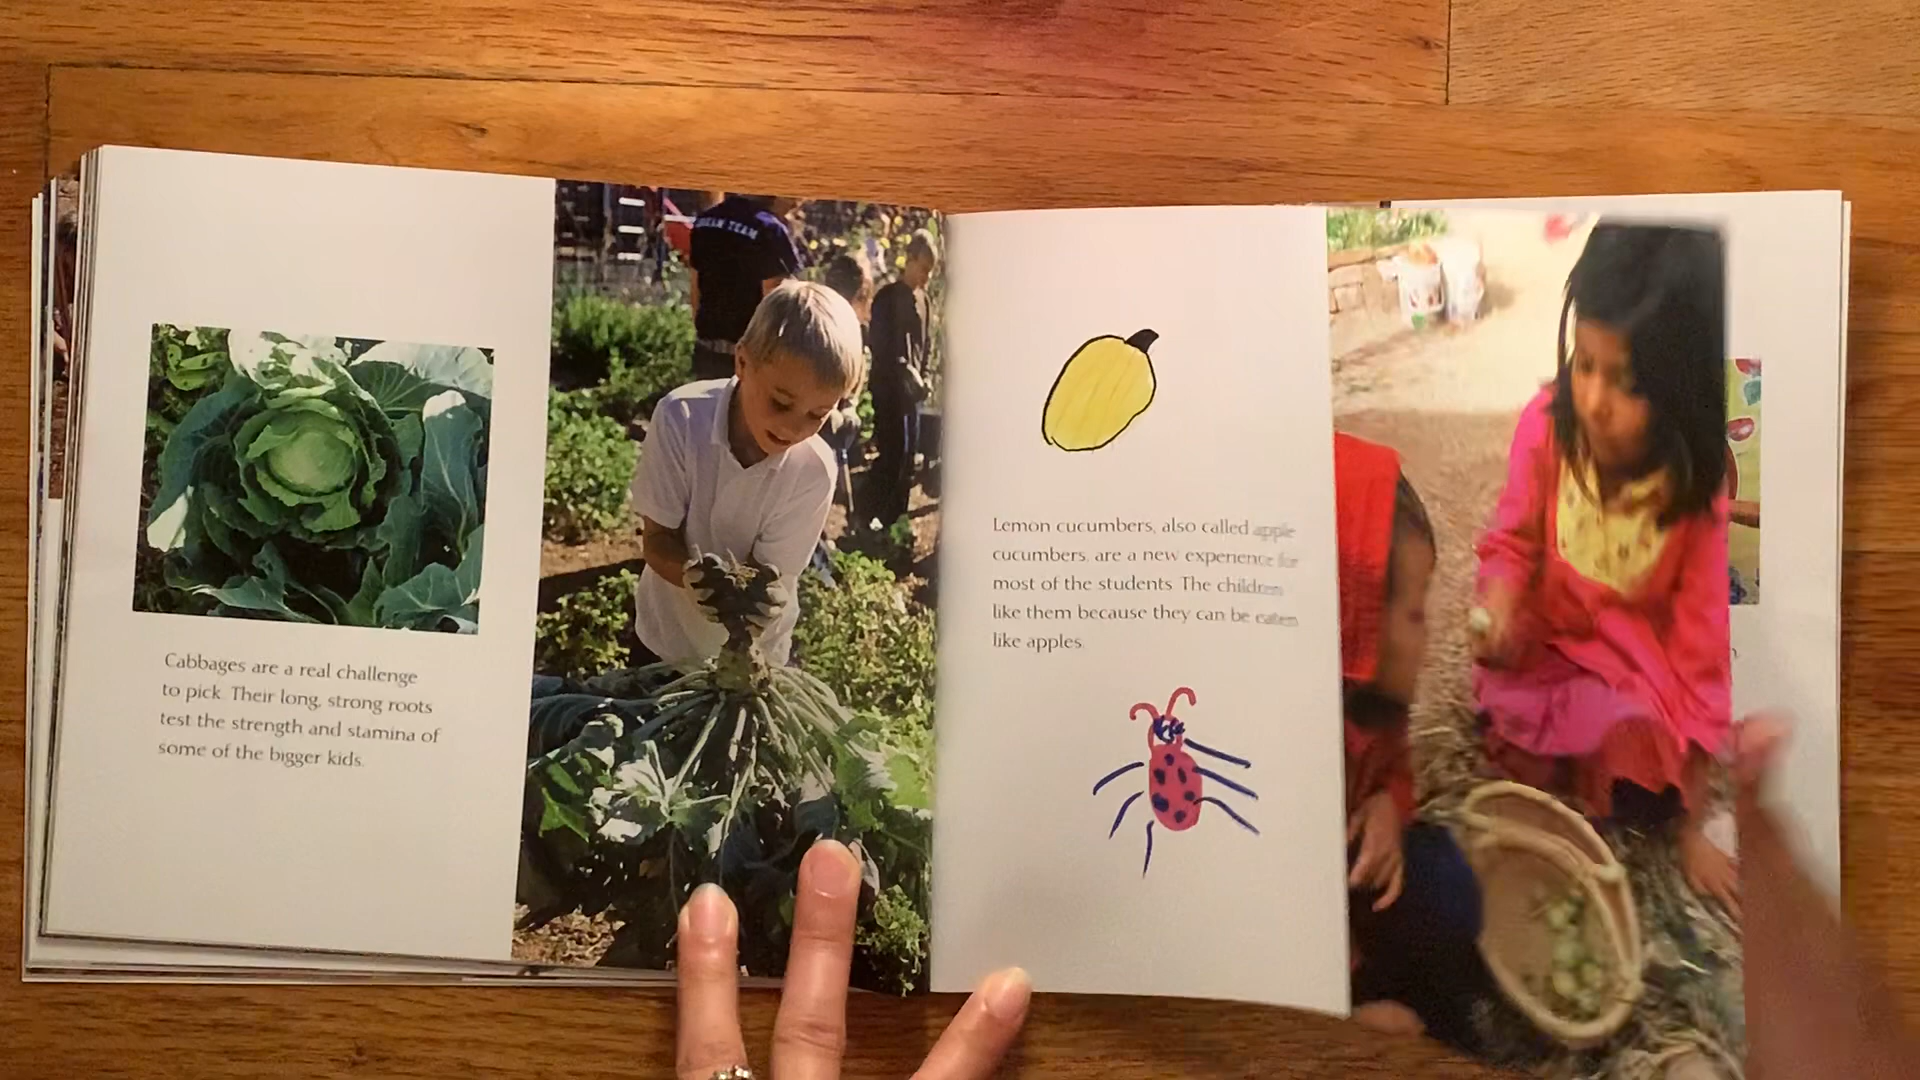 Cabbages are a real challenge
to pick. Their long, strong roots
test the strength and stamina of
some of the bigger kids.
TEAM
Lemon cucumbers, also called apple
cucumbers, are a new experience for
most of the students. The children
like them because they can be eaten
like apples.